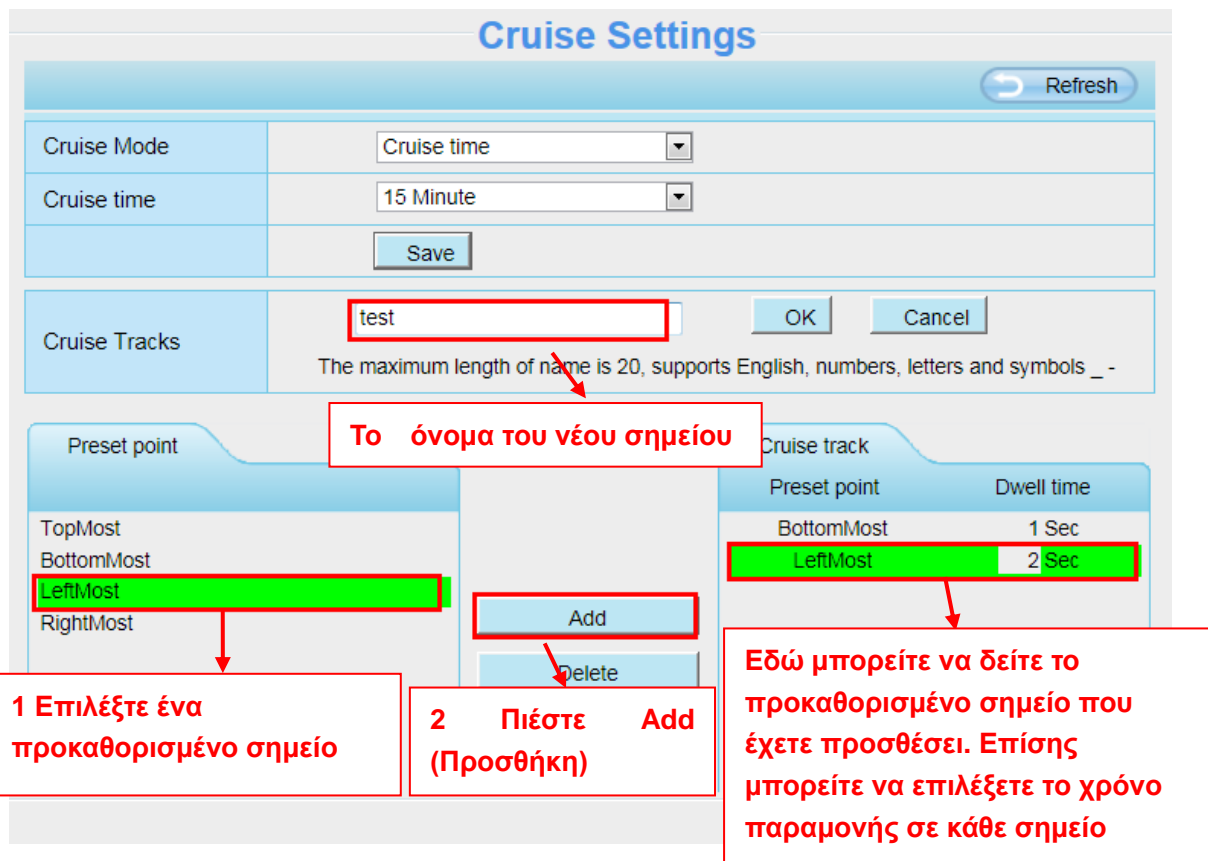 Cruise Settings
Refresh
Cruise Mode
Cruise time
Cruise time
15 Minute
Save
Cruise Tracks
test
OK
Cancel
The maximum length of name is 20, supports English, numbers, letters and symbols _ -
Το όνομα του νέου σημείου
Preset point
TopMost
BottomMost
LeftMost
RightMost
Add
Delete
Cruise track
Preset point Dwell time
BottomMost 1 Sec
LeftMost 2 Sec
1 Επιλέξτε ένα
προκαθορισμένο σημείο
2 Πιέστε Add
(Προσθήκη)
Εδώ μπορείτε να δείτε το
προκαθορισμένο σημείο που
έχετε προσθέσει. Επίσης
μπορείτε να επιλέξετε το χρόνο
παραμονής σε κάθε σημείο